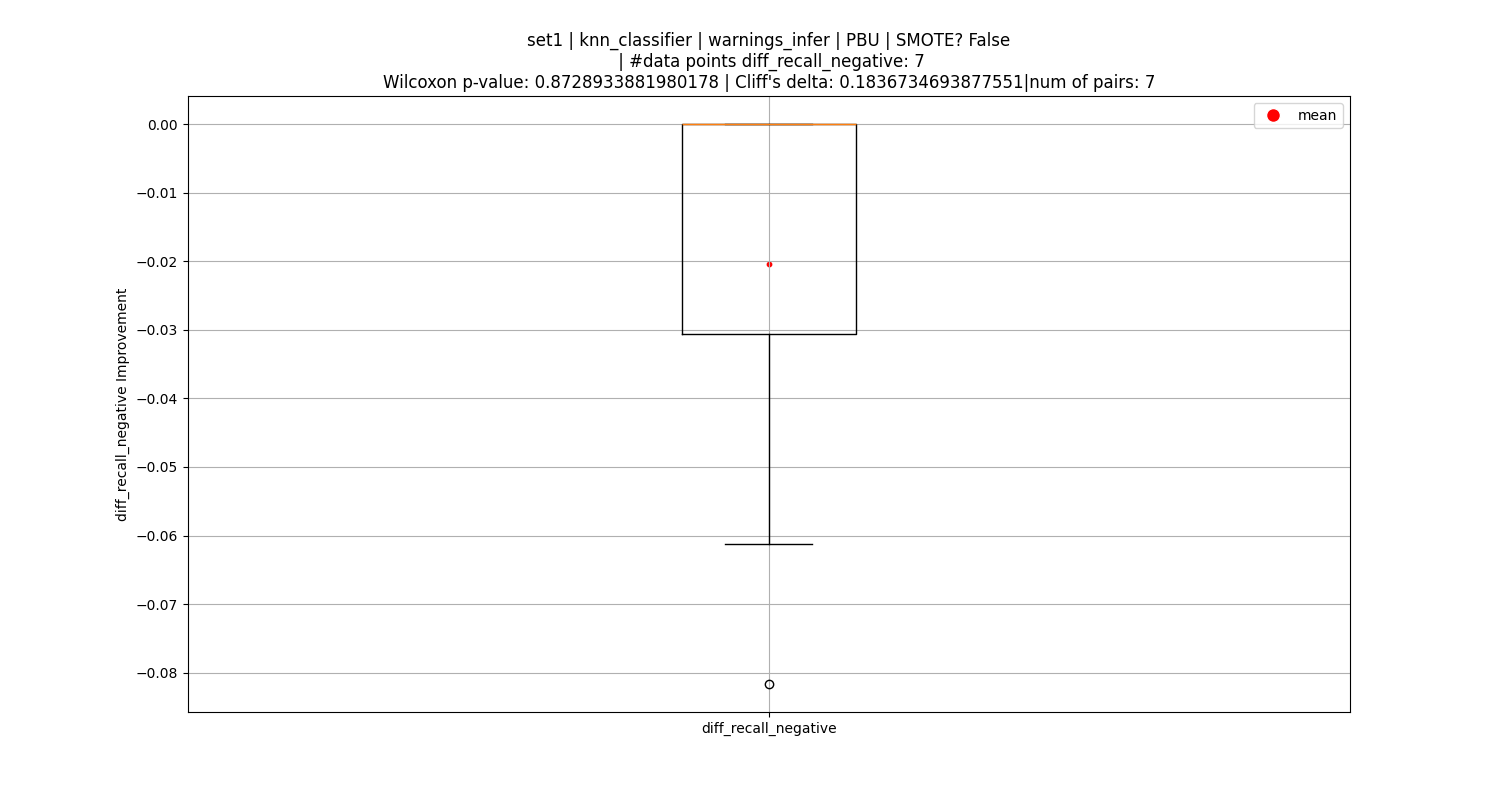 set1 | knn_classifier | warnings_infer | PBU | SMOTE? False
| #data points diff_recall_negative: 7
Wilcoxon p-value: 0.8728933881980178 | Cliff's delta: 0.1836734693877551|num of pairs: 7
mean
0.00
−0.01
−0.02
−0.03
−0.04
−0.05
−0.06
−0.07
−0.08
diff_recall_negative Improvement
diff_recall_negative